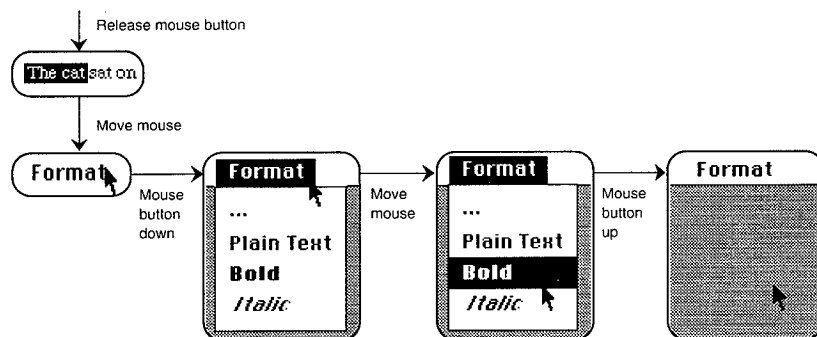 Release mouse button
The cat sat on
Move mouse
Format
Mouse
button
down
Format
...
Plain Text
Bold
Italic
Move
mouse
Format
...
Plain Text
Bold
Italic
Mouse
button
up
Format